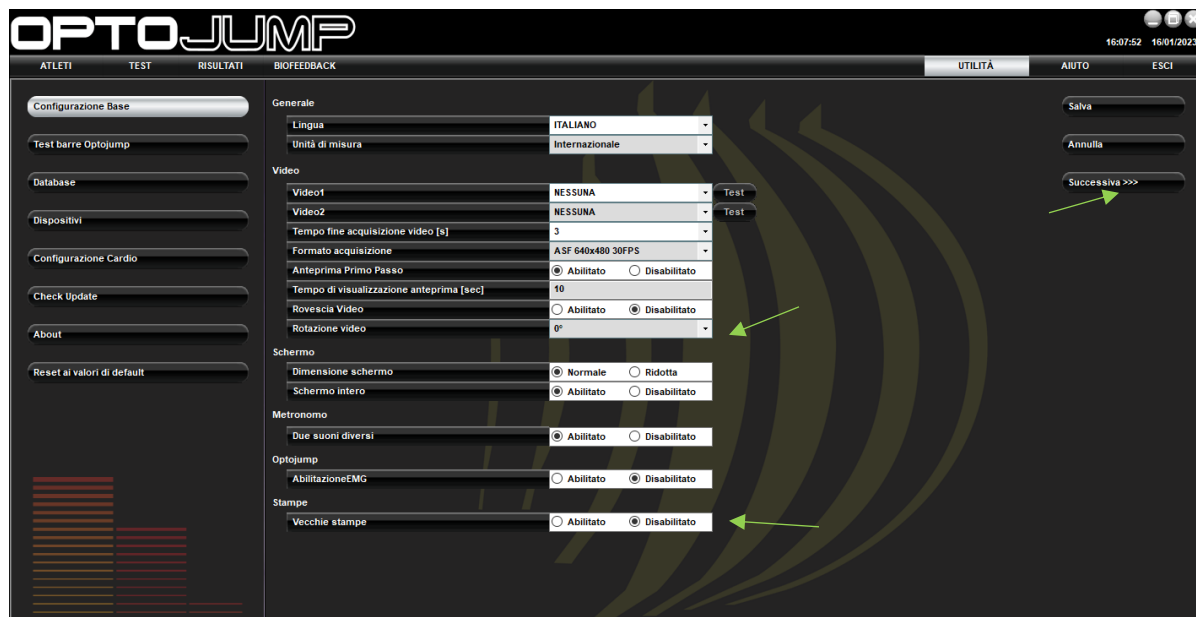 OPTOJUMP
16:07:52 16/01/2023
ATLETI TEST RISULTATI BIOFEEDBACK UTILITÀ AIUTO ESCI
Configurazione Base
Test barre Optojump
Database
Dispositivi
Configurazione Cardio
Check Update
About
Reset ai valori di default
Generale
Lingua ITALIANO
Unità di misura Internazionale
Video
Video1 NESSUNA Test
Video2 NESSUNA Test
Tempo fine acquisizione video [s] 3
Formato acquisizione ASF 640x480 30FPS
Anteprima Primo Passo Abilitato Disabilitato
Tempo di visualizzazione anteprima [sec] 10
Rovescia Video Abilitato Disabilitato
Rotazione video 0°
Schermo
Dimensione schermo Normale Ridotta
Schermo intero Abilitato Disabilitato
Metronomo
Due suoni diversi Abilitato Disabilitato
Optojump
AbilitazioneEMG Abilitato Disabilitato
Stampe
Vecchie stampe Abilitato Disabilitato
Salva
Annulla
Successiva >>>